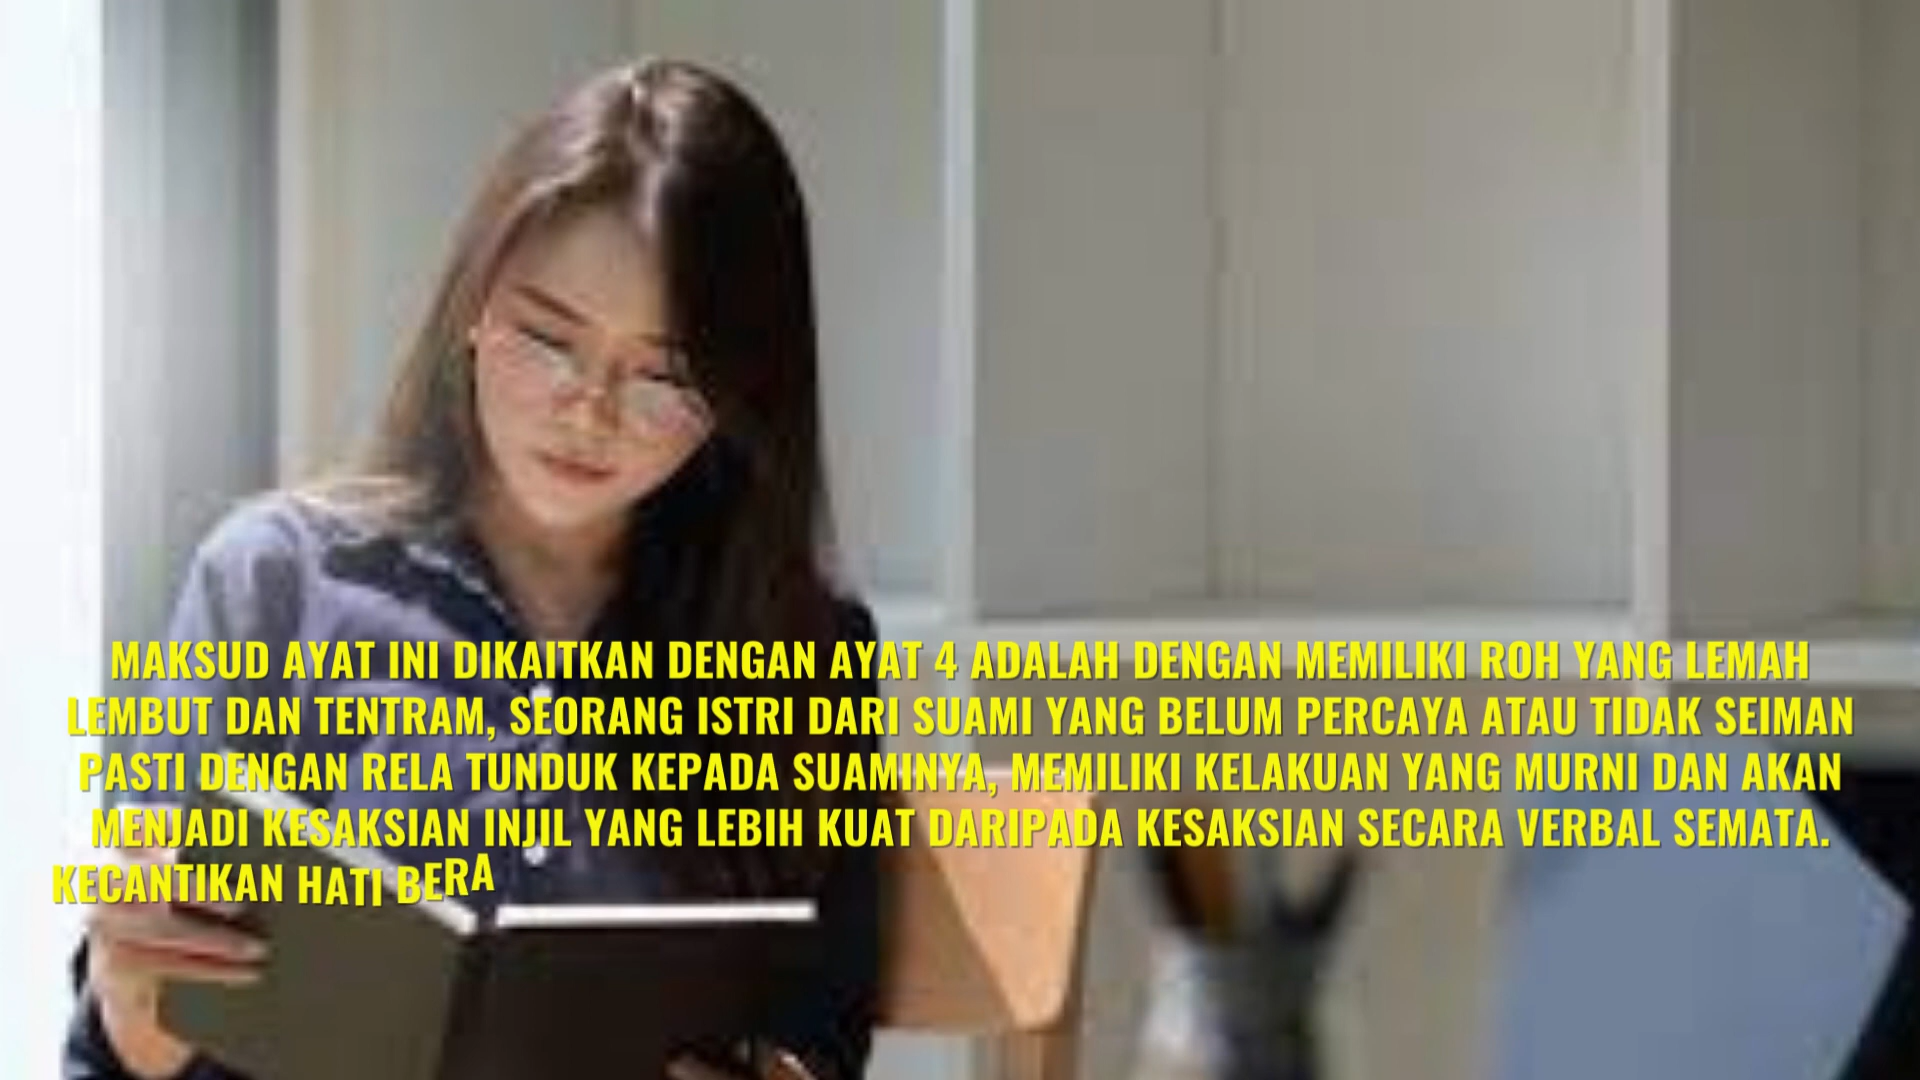 MAKSUD AYAT INI DIKAITKAN DENGAN AYAT 4 ADALAH DENGAN MEMILIKI ROH YANG LEMAH
LEMBUT DAN TENTRAM, SEORANG ISTRI DARI SUAMI YANG BELUM PERCAYA ATAU TIDAK SEIMAN
PASTI DENGAN RELA TUNDUK KEPADA SUAMINYA, MEMILIKI KELAKUAN YANG MURNI DAN AKAN
MENJADI KESAKSIAN INJIL YANG LEBIH KUAT DARIPADA KESAKSIAN SECARA VERBAL SEMATA.
KECANTIKAN HATI BERA